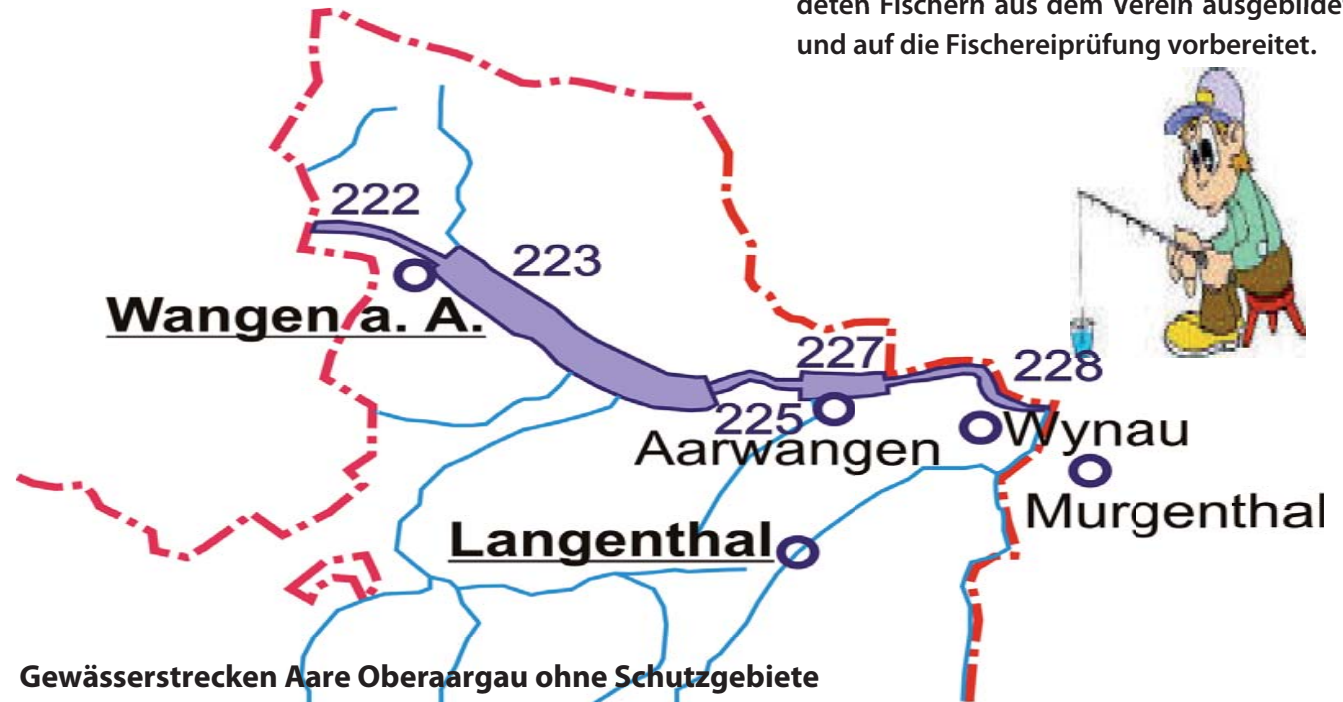 deten Fischern aus dem Verein ausgebilde
und auf die Fischereiprüfung vorbereitet.
222
223
Wangen a. A.
227
228
225
Aarwangen
Wynau
Murgenthal
Langenthal
Gewässerstrecken Aare Oberaargau ohne Schutzgebiete